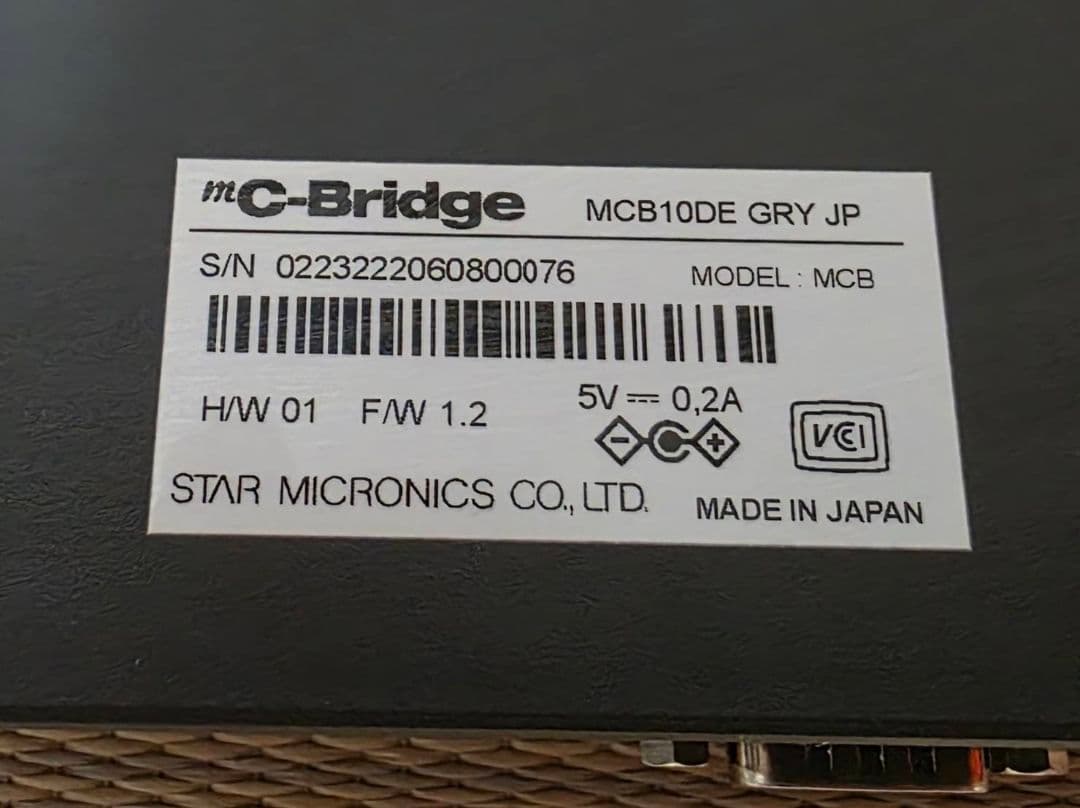 mC-Bridge MCB10DE GRY JP
S/N 0223222060800076 MODEL : MCB
H/W 01 F/W 1.2 5V ⎓ 0,2A
VCI
STAR MICRONICS CO., LTD. MADE IN JAPAN